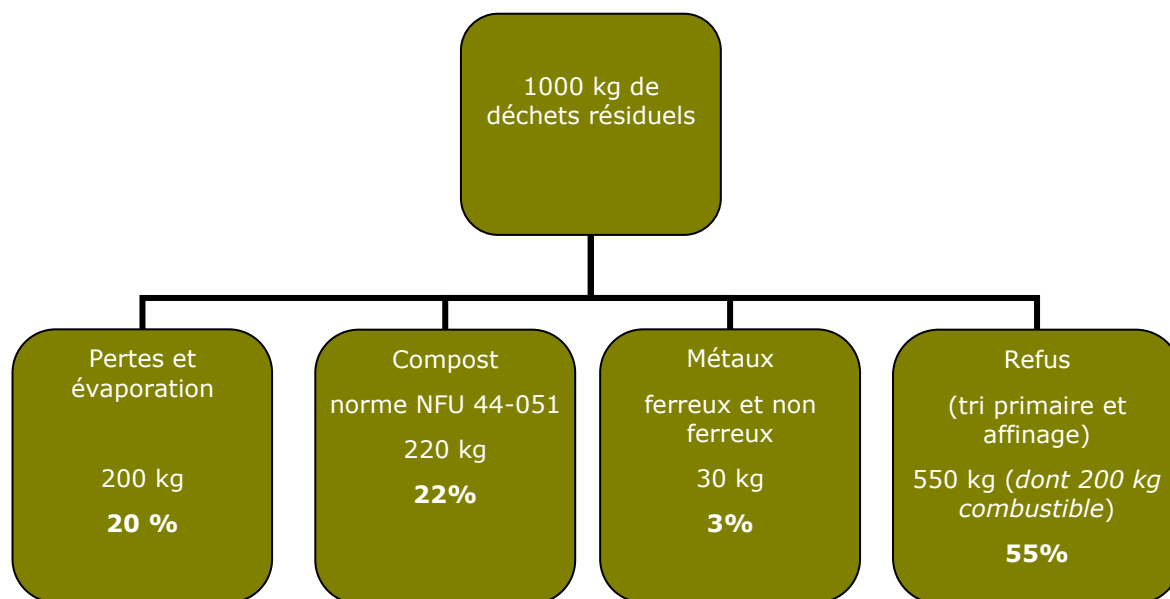 1000 kg de
déchets résiduels
Pertes et
évaporation
200 kg
20 %
Compost
norme NFU 44-051
220 kg
22%
Métaux
ferreux et non
ferreux
30 kg
3%
Refus
(tri primaire et
affinage)
550 kg (dont 200 kg
combustible)
55%